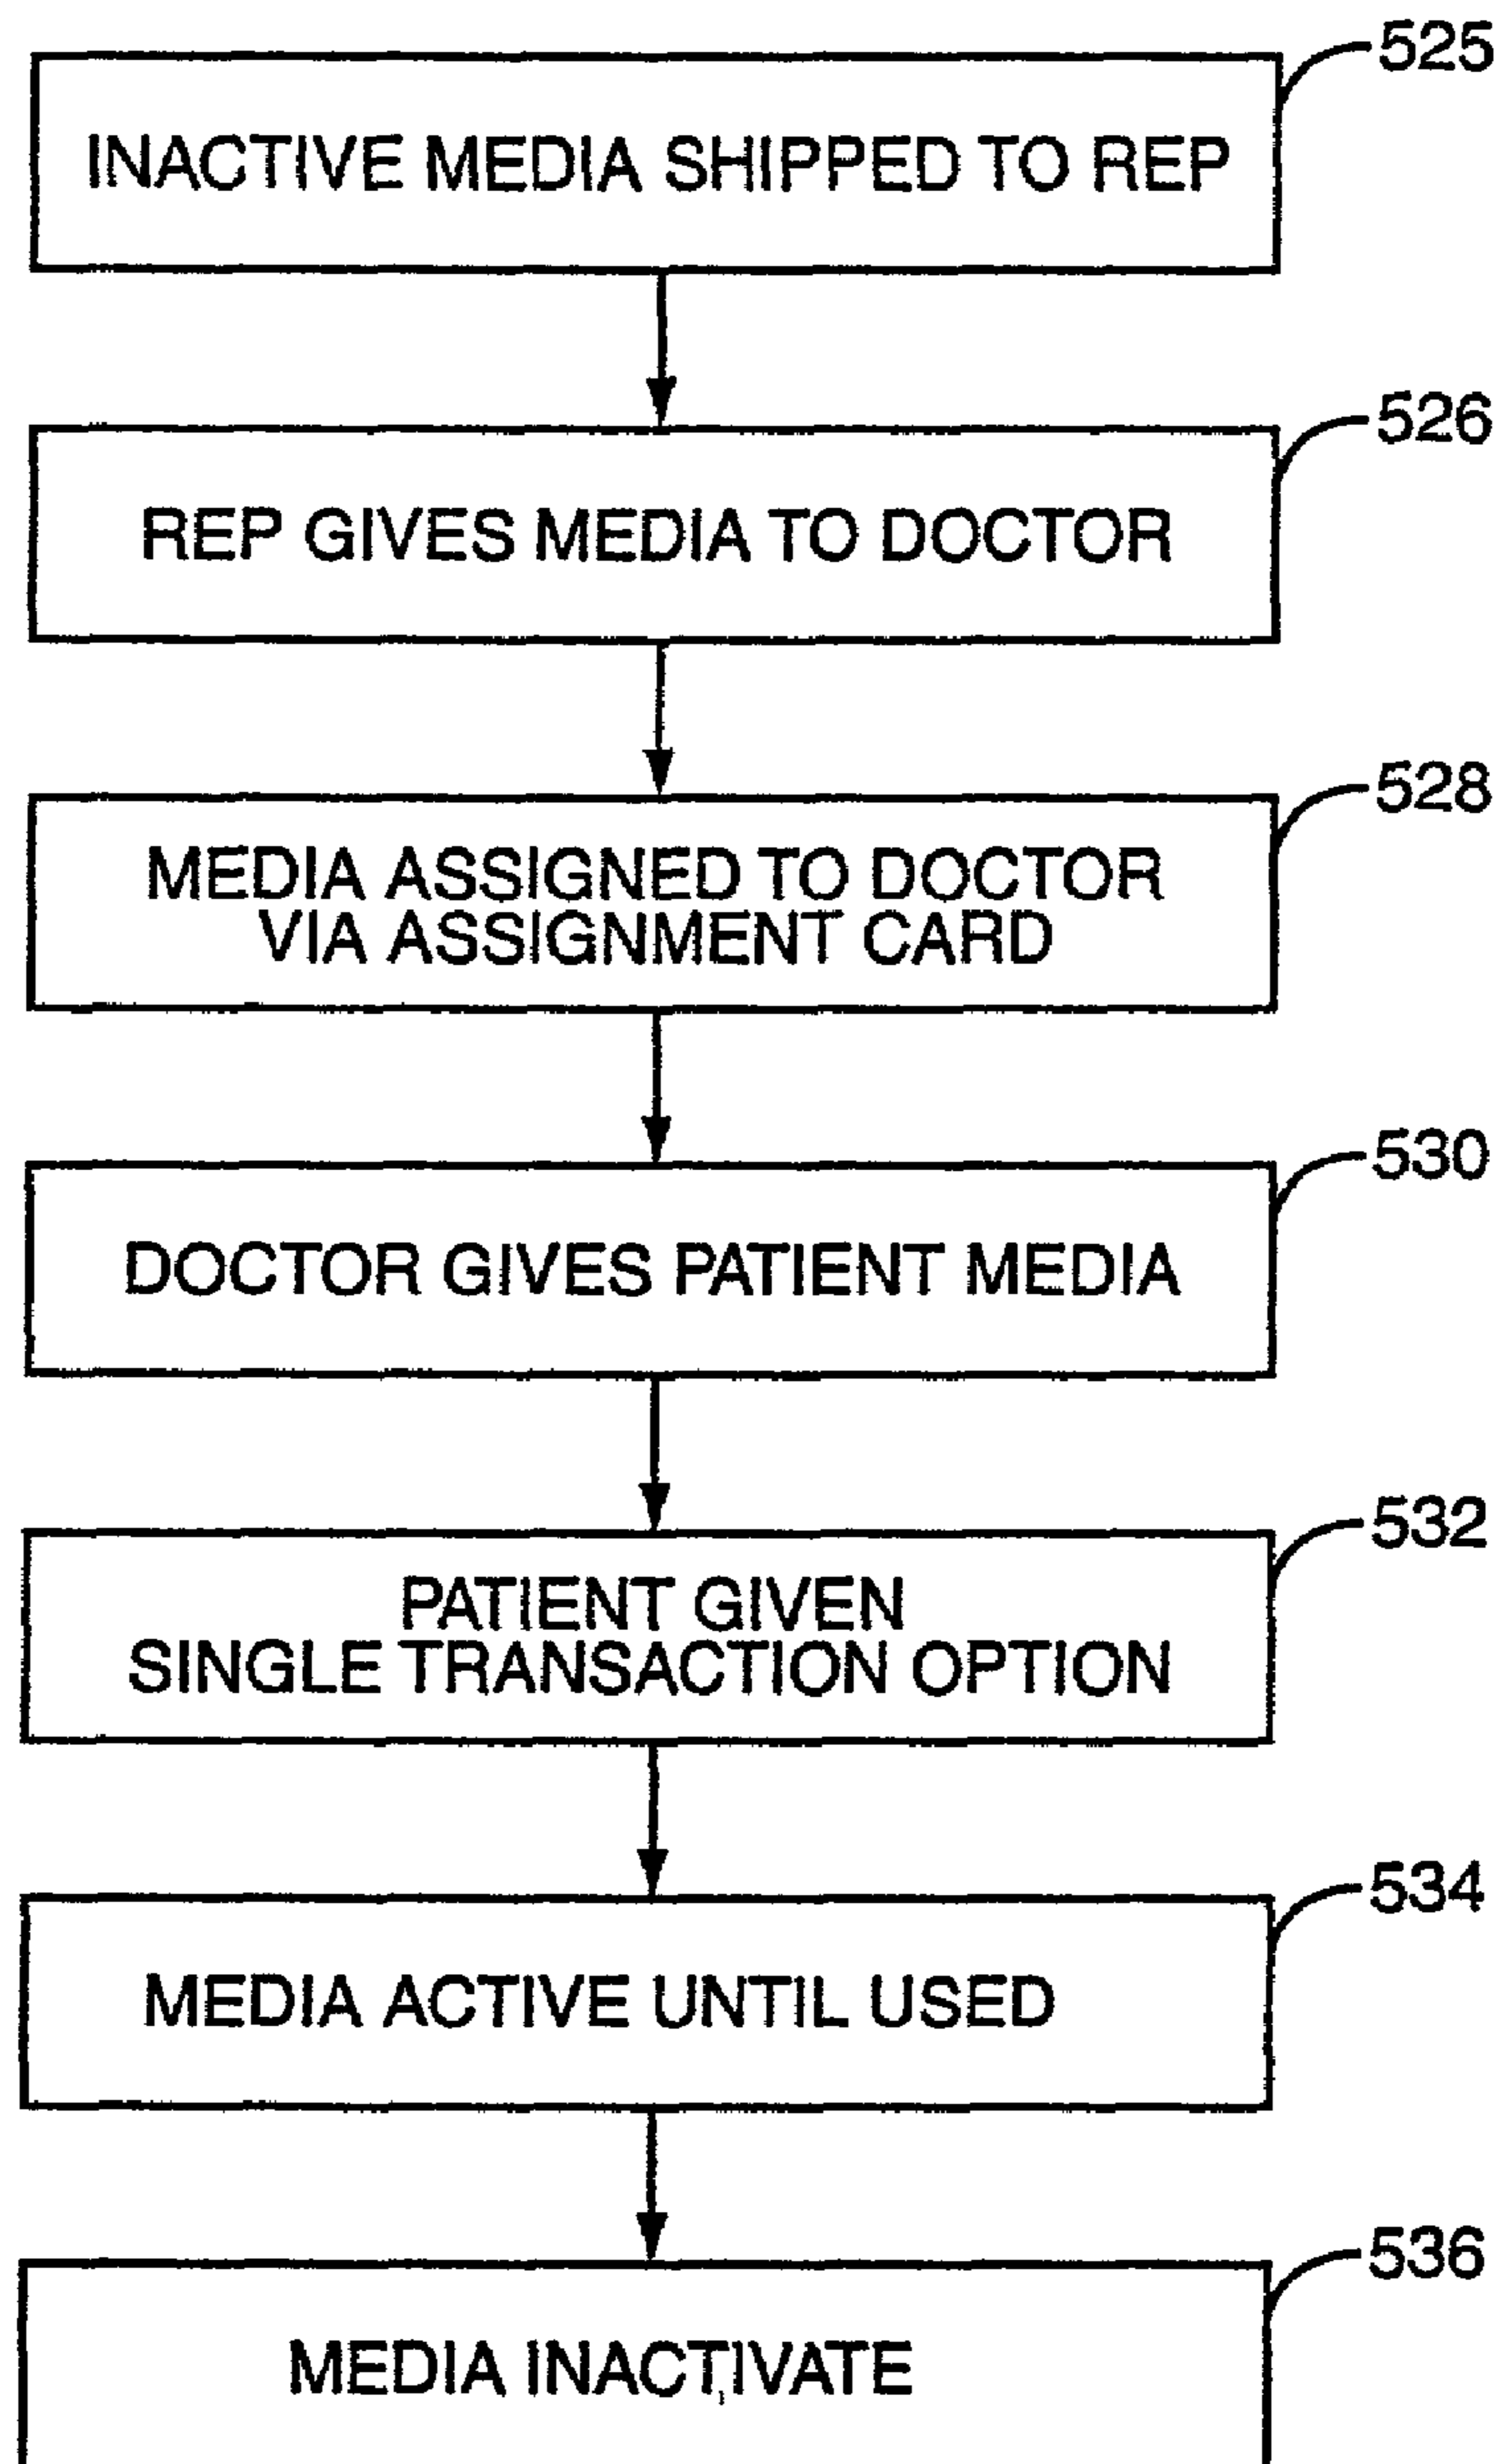 525
INACTIVE MEDIA SHIPPED TO REP
526
REP GIVES MEDIA TO DOCTOR
528
MEDIA ASSIGNED TO DOCTOR
VIA ASSIGNMENT CARD
530
DOCTOR GIVES PATIENT MEDIA
532
PATIENT GIVEN
SINGLE TRANSACTION OPTION
534
MEDIA ACTIVE UNTIL USED
536
MEDIA INACTIVATE